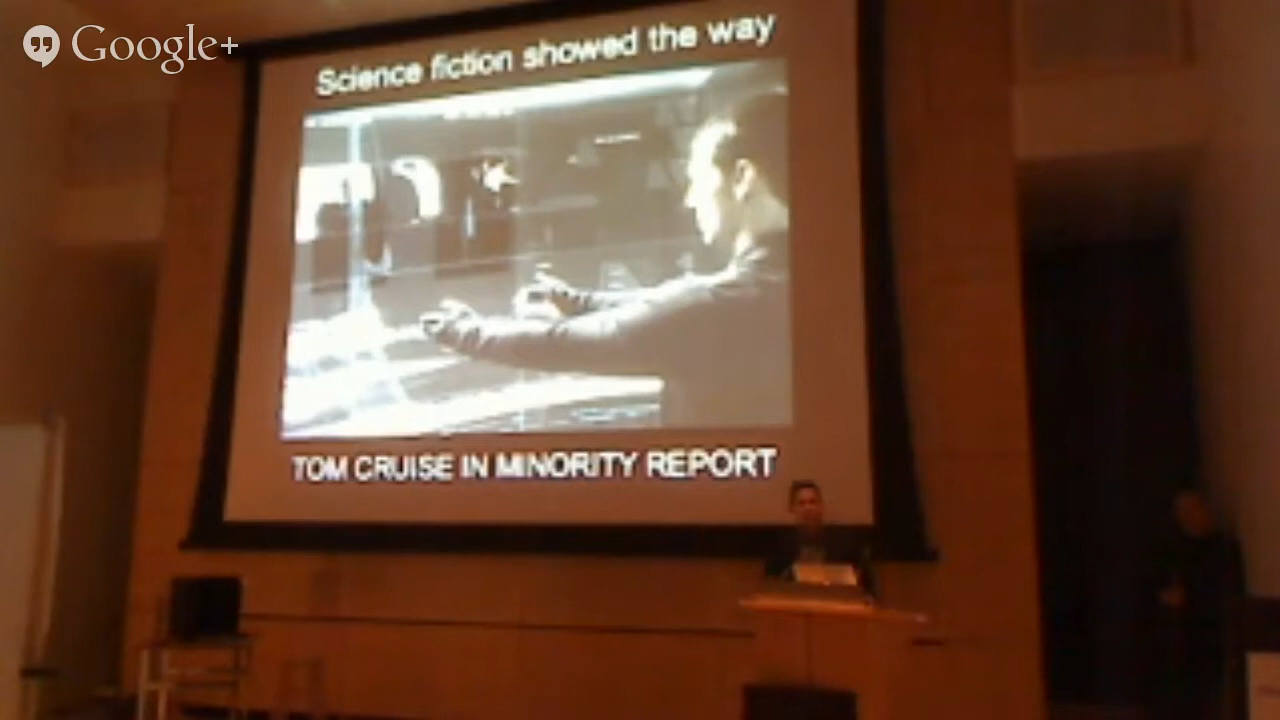 Google+
Science fiction showed the way
TOM CRUISE IN MINORITY REPORT